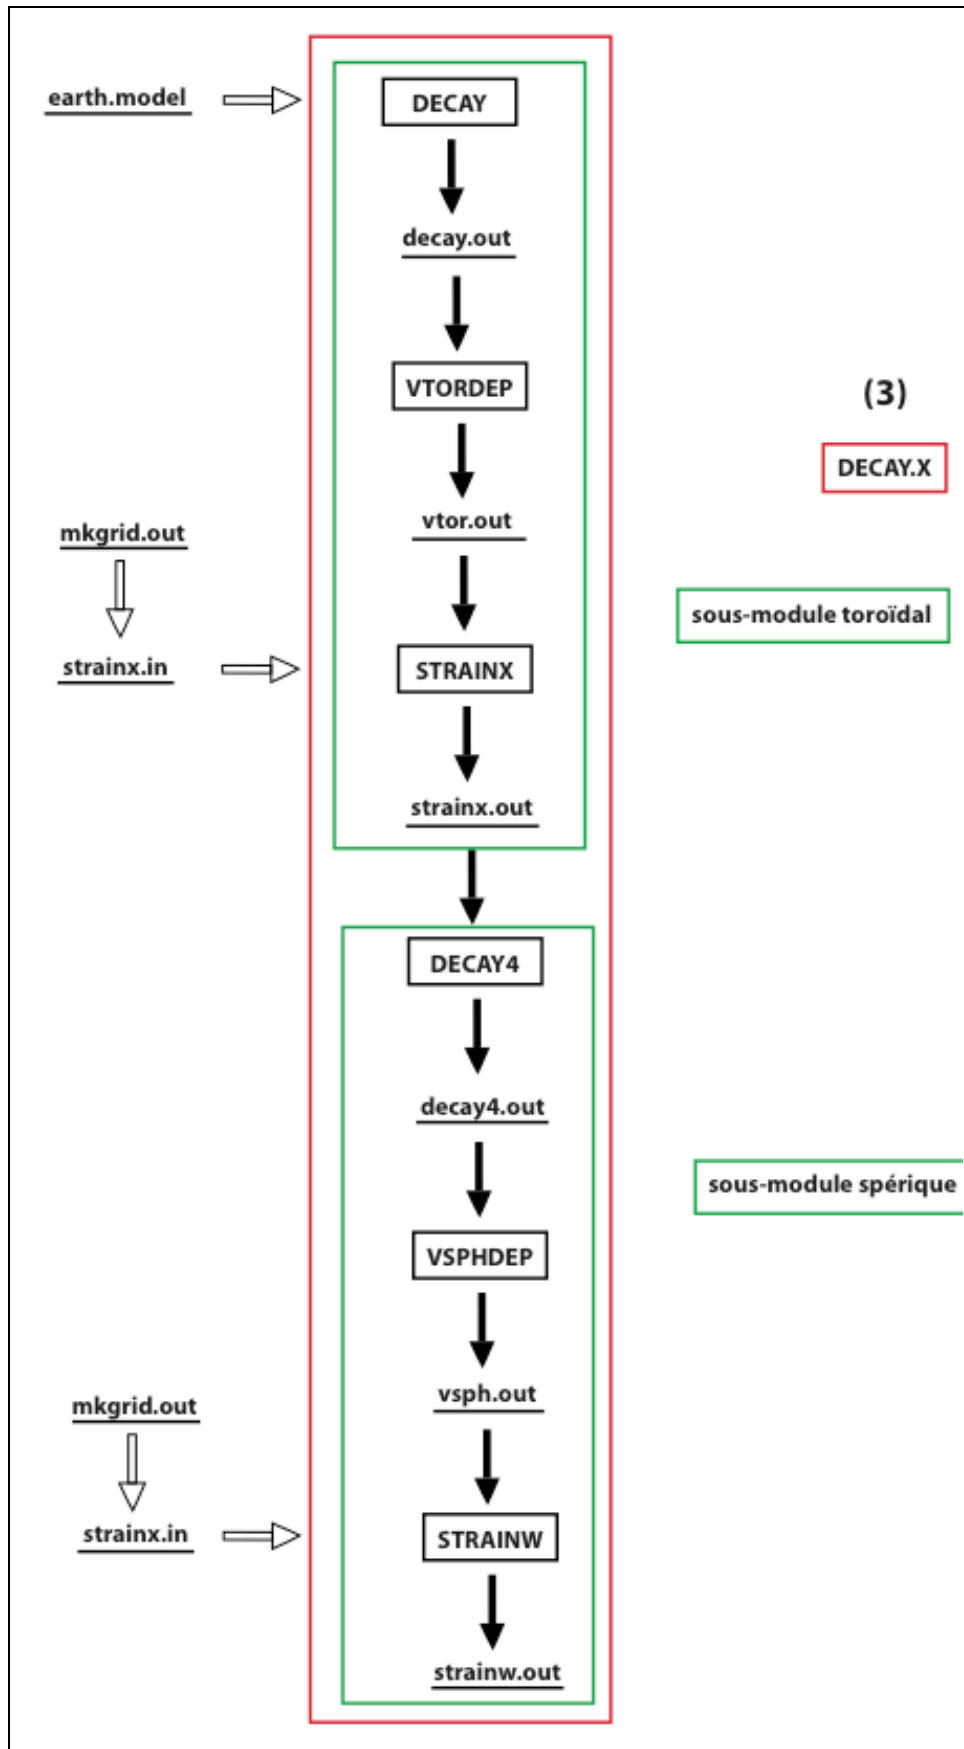 earth.model
DECAY
decay.out
VTORDEP
(3)
DECAY.X
vtor.out
mkgrid.out
sous-module toroïdal
strainx.in
STRAINX
strainx.out
DECAY4
decay4.out
sous-module spérique
VSPHDEP
vsph.out
mkgrid.out
strainx.in
STRAINW
strainw.out